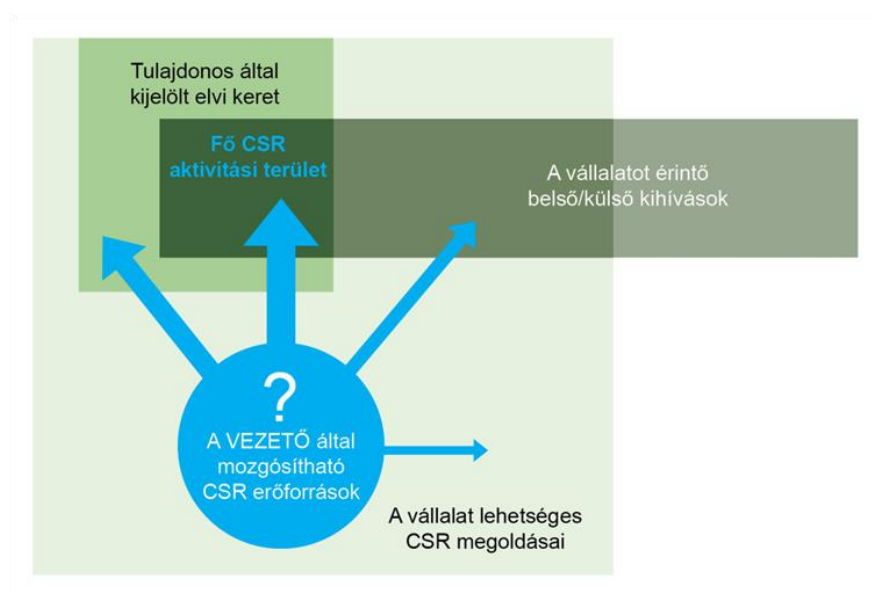 Tulajdonos által
kijelölt elvi keret
Fő CSR
aktivitási terület
A vállalatot érintő
belső/külső kihívások
?
A VEZETŐ által
mozgósítható
CSR erőforrások
A vállalat lehetséges
CSR megoldásai